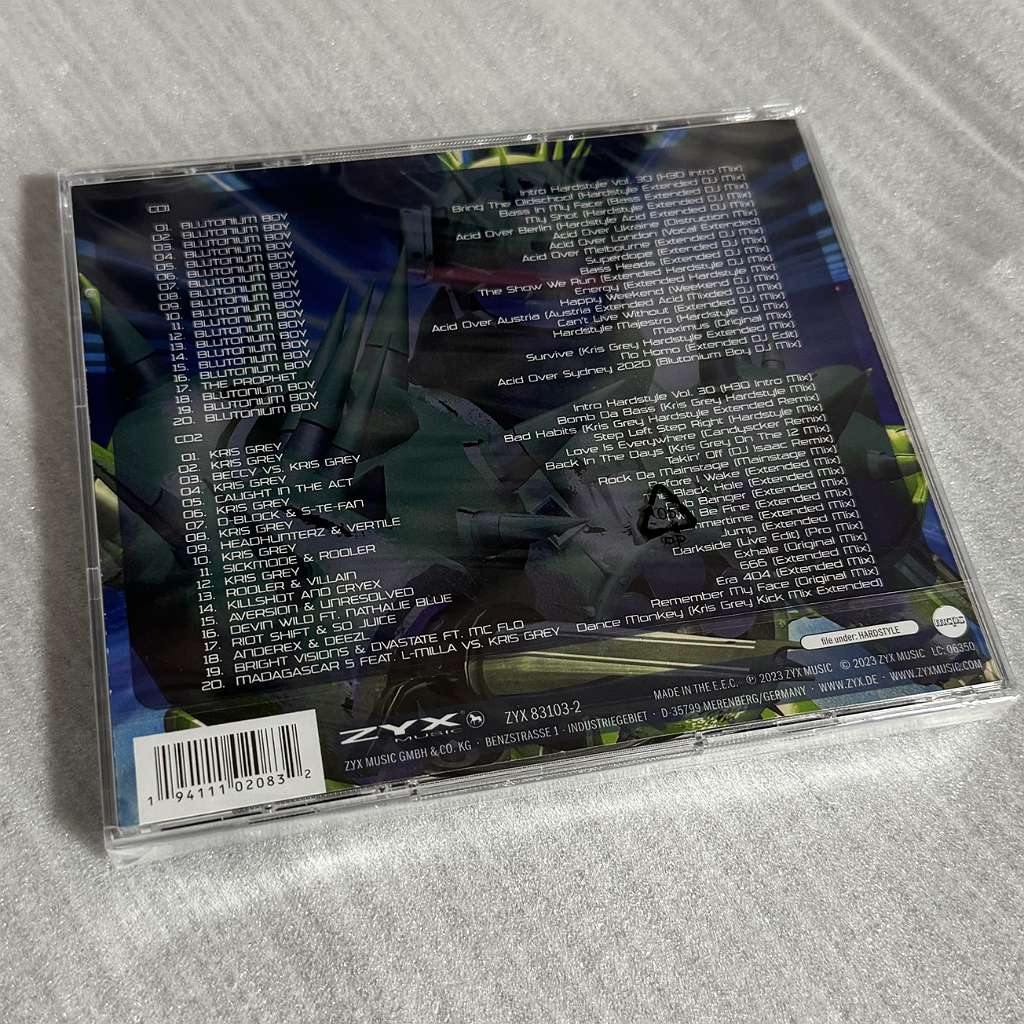 CD1
01. BLUTONIUM BOY Intro Hardstyle Vol. 30 (H30 Intro Mix)
02. BLUTONIUM BOY Bring The Oldschool (Hardstyle Extended DJ Mix)
03. BLUTONIUM BOY Bass In My Face (Bass Extended DJ Mix)
04. BLUTONIUM BOY My Shot (Hardstyle Extended DJ Mix)
05. BLUTONIUM BOY Acid Over Berlin (Hardstyle Acid Extended Mix)
06. BLUTONIUM BOY Acid Over Ukraine (Distruction Mix)
07. BLUTONIUM BOY Acid Over London (Vocal Extended
08. BLUTONIUM BOY Acid Over Melbourne (Extended DJ Mix)
09. BLUTONIUM BOY Superdope (Extended DJ Mix)
10. BLUTONIUM BOY Bass Heads (Extended DJ Mix)
11. BLUTONIUM BOY The Show We Run (Extended Hardstyle Mix)
12. BLUTONIUM BOY Energy (Extended Hardstyle Mix)
13. BLUTONIUM BOY Happy Weekend (Weekend DJ Mix)
14. BLUTONIUM BOY Acid Over Austria (Austria Extended Acid Mix)
15. BLUTONIUM BOY Can't Live Without (Extended DJ Mix)
16. BLUTONIUM BOY Hardstyle Majestro (Hardstyle DJ Mix)
17. THE PROPHET Maximus (Original Mix)
18. BLUTONIUM BOY Survive (Kris Grey Hardstyle Extended Mix)
19. BLUTONIUM BOY No Homo (Extended DJ Edit)
20. BLUTONIUM BOY Acid Over Sydney 2020 (Blutonium Boy DJ Mix)
CD2
01. KRIS GREY Intro Hardstyle Vol. 30 (H30 Intro Mix)
02. KRIS GREY Bomb Da Bass (Kris Grey Hardstyle Mix)
03. BECCY VS. KRIS GREY Bad Habits (Kris Grey Hardstyle Extended Remix)
04. KRIS GREY Step Left Step Right (Hardstyle Mix)
05. CAUGHT IN THE ACT Love Is Everywhere (Candyscker Remix)
06. KRIS GREY Back In The Days (Kris Grey On The 12 Mix)
07. D-BLOCK & S-TE-FAN Takin' Off (DJ Isaac Remix)
08. KRIS GREY Rock Da Mainstage (Mainstage Mix)
09. HEADHUNTERZ & VERTILE Before I Wake (Extended Mix)
10. KRIS GREY Black Hole (Extended Mix)
11. SICKMODE & ROOLER Banger (Extended Mix)
12. KRIS GREY Be Fine (Extended Mix)
13. ROOLER & VILLAIN (Extended Mix)
14. KILLSHOT AND CRYEX Jump (Extended Mix)
15. AVERSION & UNRESOLVED Darkside (Live Edit) (Pro Mix)
16. DEVIN WILD FT. NATHALIE BLUE Exhale (Original Mix)
17. RIOT SHIFT & SO JUICE 666 (Extended Mix)
18. ANDEREX & DEEZL Era 404 (Extended Mix)
19. BRIGHT VISIONS & DVASTATE FT. MC FLO Remember My Face (Original Mix)
20. MADAGASCAR 5 FEAT. L-MILLA VS. KRIS GREY Dance Monkey (Kris Grey Kick Mix Extended)
file under: HARDSTYLE
mcps
ZYX MUSIC
ZYX 83103-2
MADE IN THE E.E.C. ℗ 2023 ZYX MUSIC © 2023 ZYX MUSIC LC: 06350
ZYX MUSIC GMBH & CO. KG · BENZSTRASSE 1 · INDUSTRIEGEBIET · D-35799 MERENBERG/GERMANY · WWW.ZYX.DE · WWW.ZYXMUSIC.COM
1 94111 02083 2